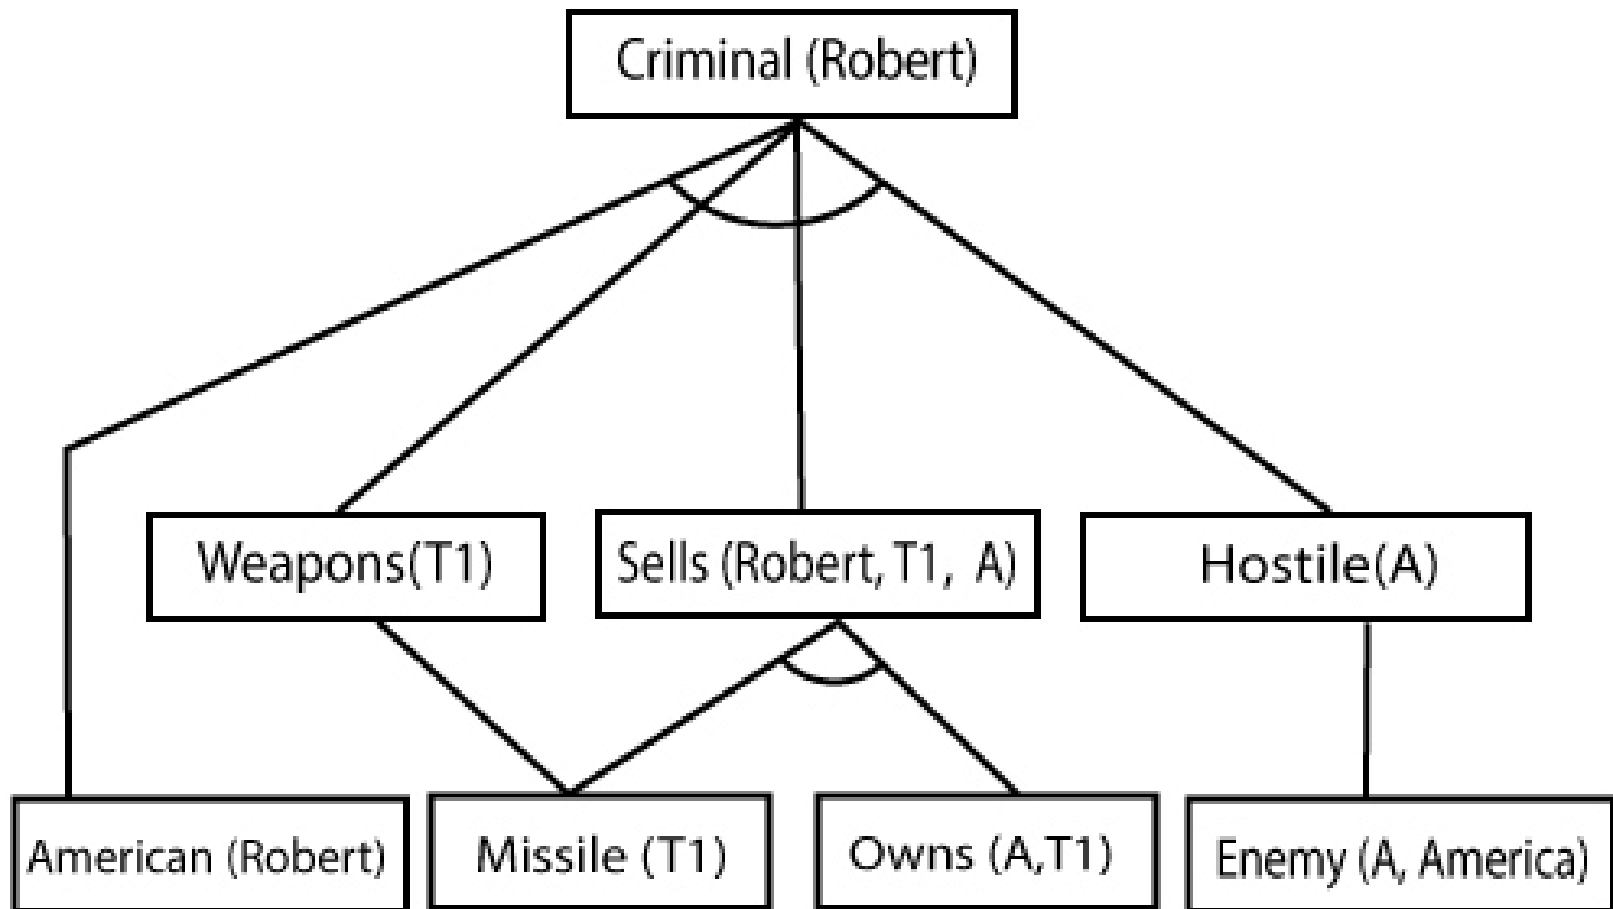 Criminal (Robert)
Weapons(T1)
Sells (Robert, T1, A)
Hostile(A)
American (Robert)
Missile (T1)
Owns (A,T1)
Enemy (A, America)